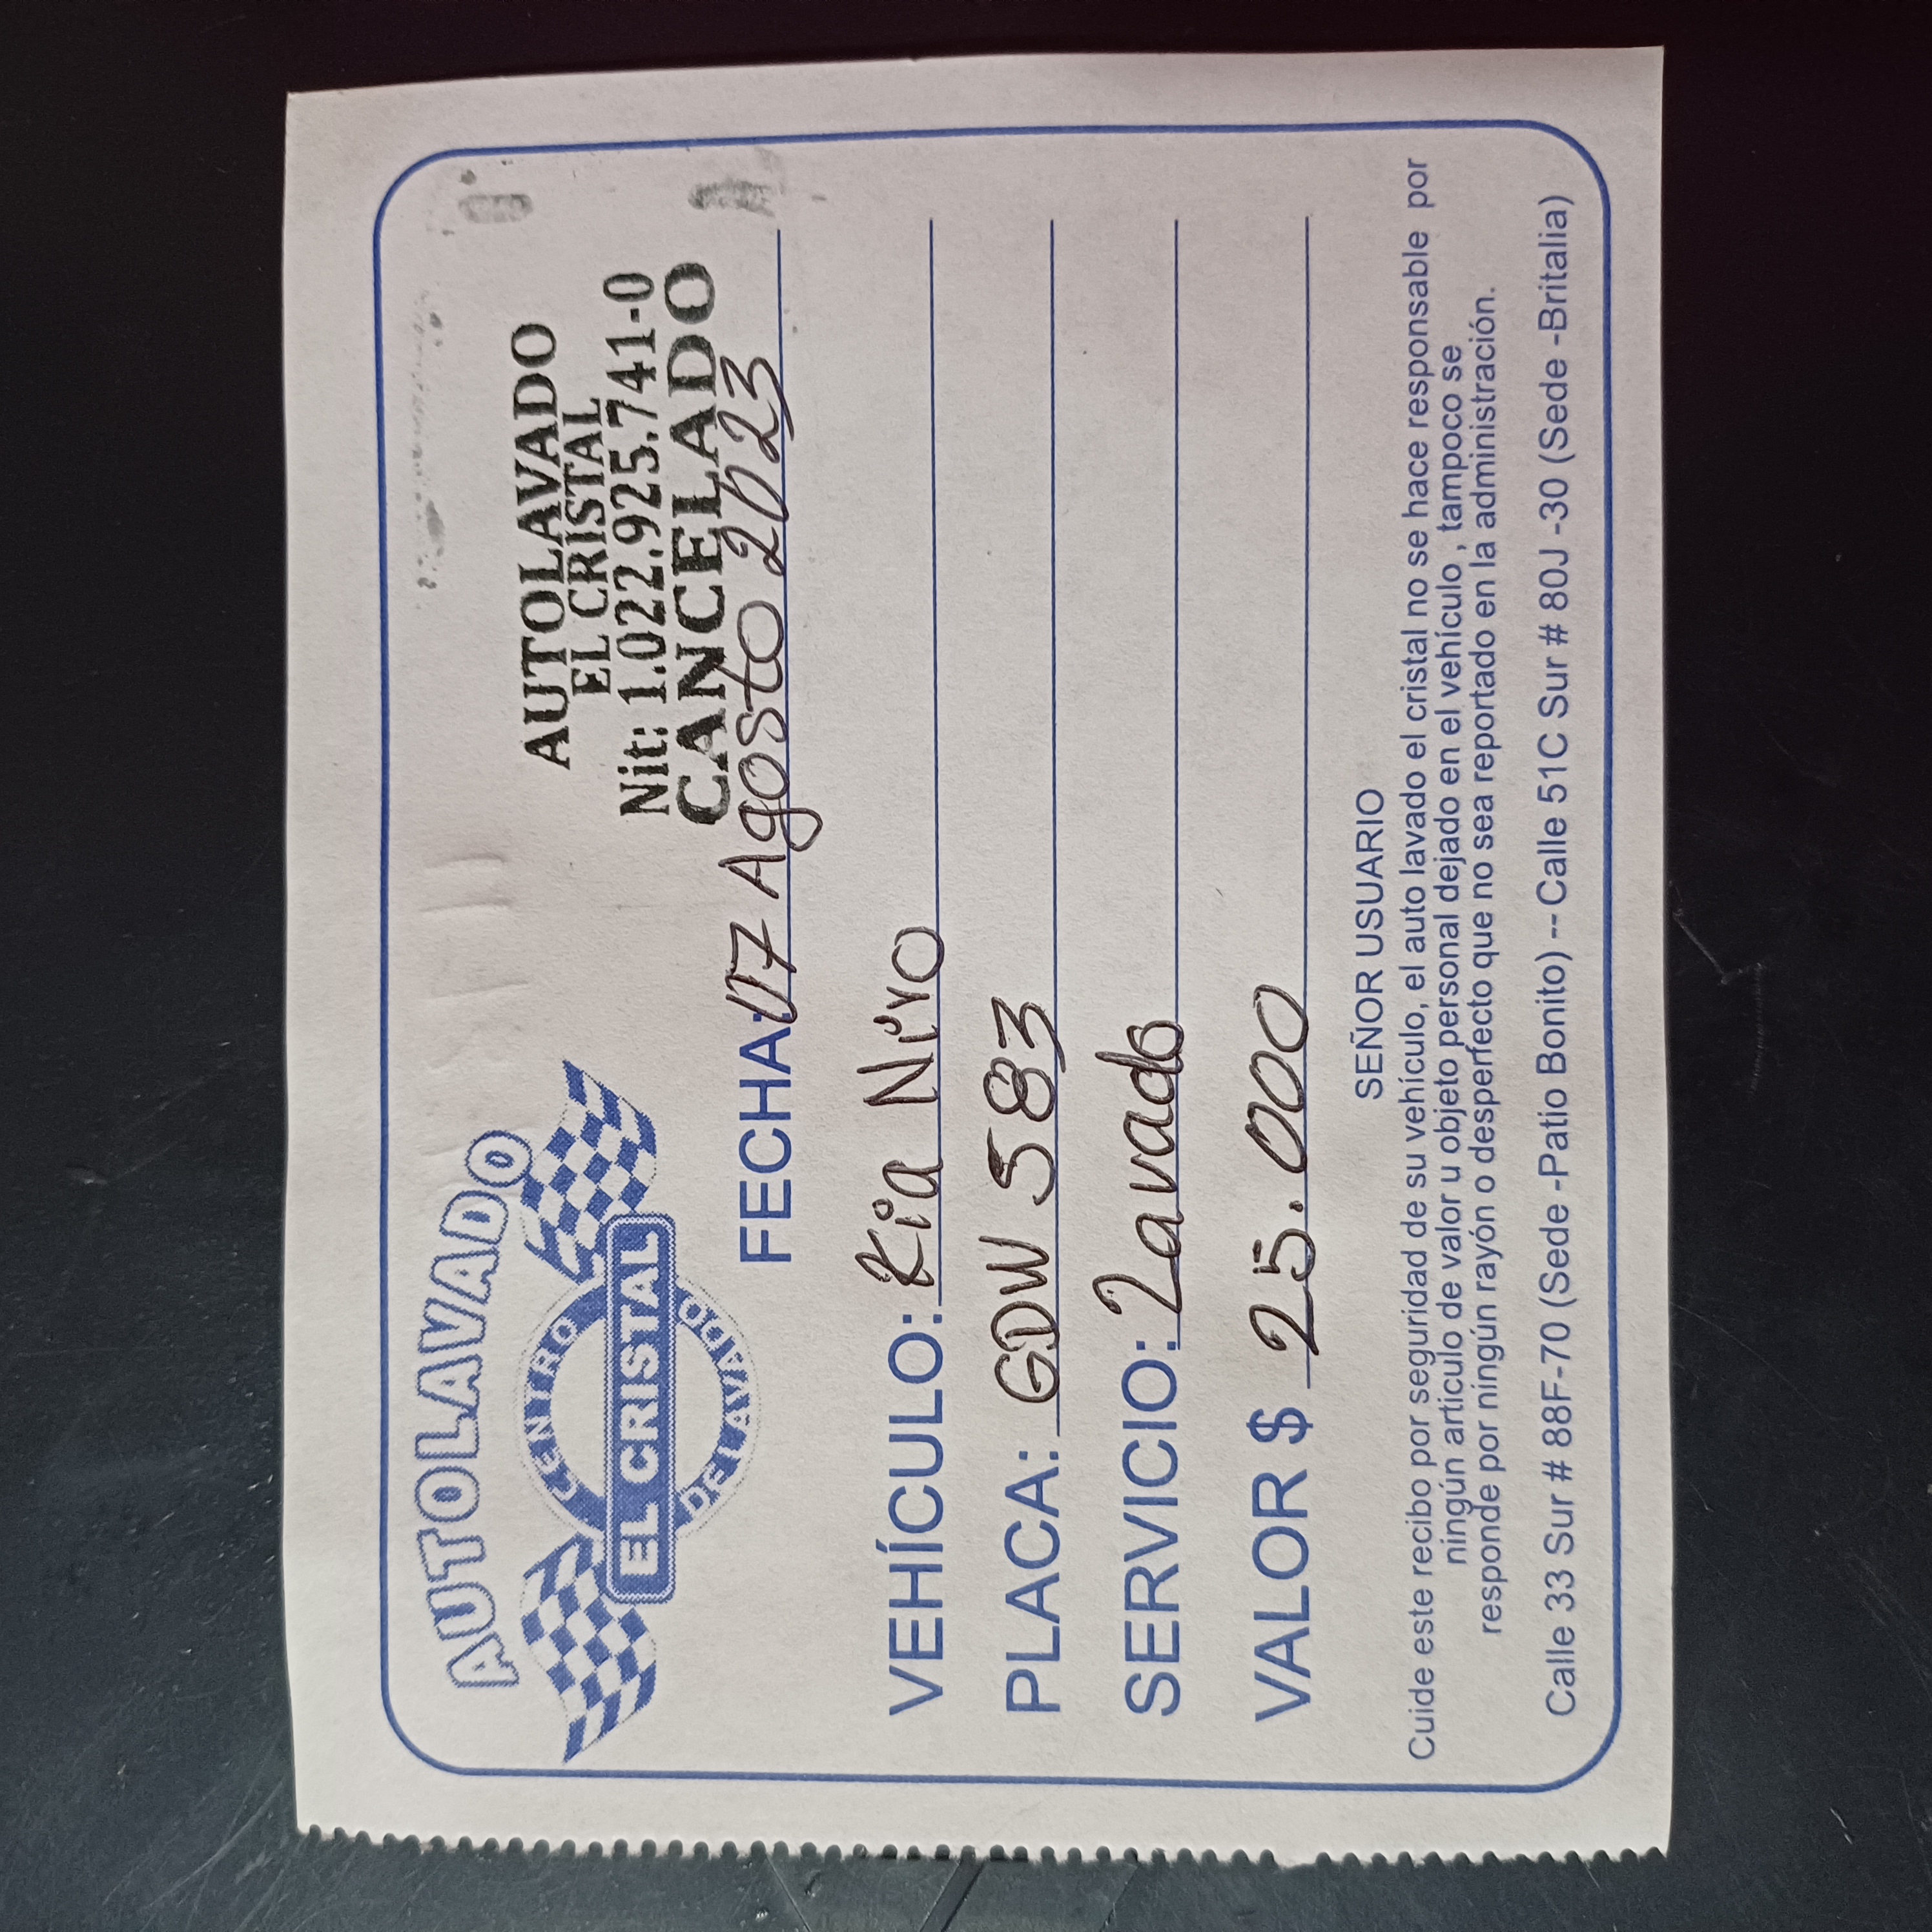 AUTOLAVADO
CENTRO
EL CRISTAL
DE LAVADO
AUTOLAVADO
EL CRISTAL
Nit: 1.022.925.741-0
CANCELADO
FECHA: 17 Agosto 2023
VEHÍCULO: Kia Niro
PLACA: GDW 583
SERVICIO: Lavado
VALOR $ 25.000
SEÑOR USUARIO
Cuide este recibo por seguridad de su vehículo, el auto lavado el cristal no se hace responsable por
ningún artículo de valor u objeto personal dejado en el vehículo , tampoco se
responde por ningún rayón o desperfecto que no sea reportado en la administración.
Calle 33 Sur # 88F-70 (Sede -Patio Bonito) -- Calle 51C Sur # 80J -30 (Sede -Britalia)